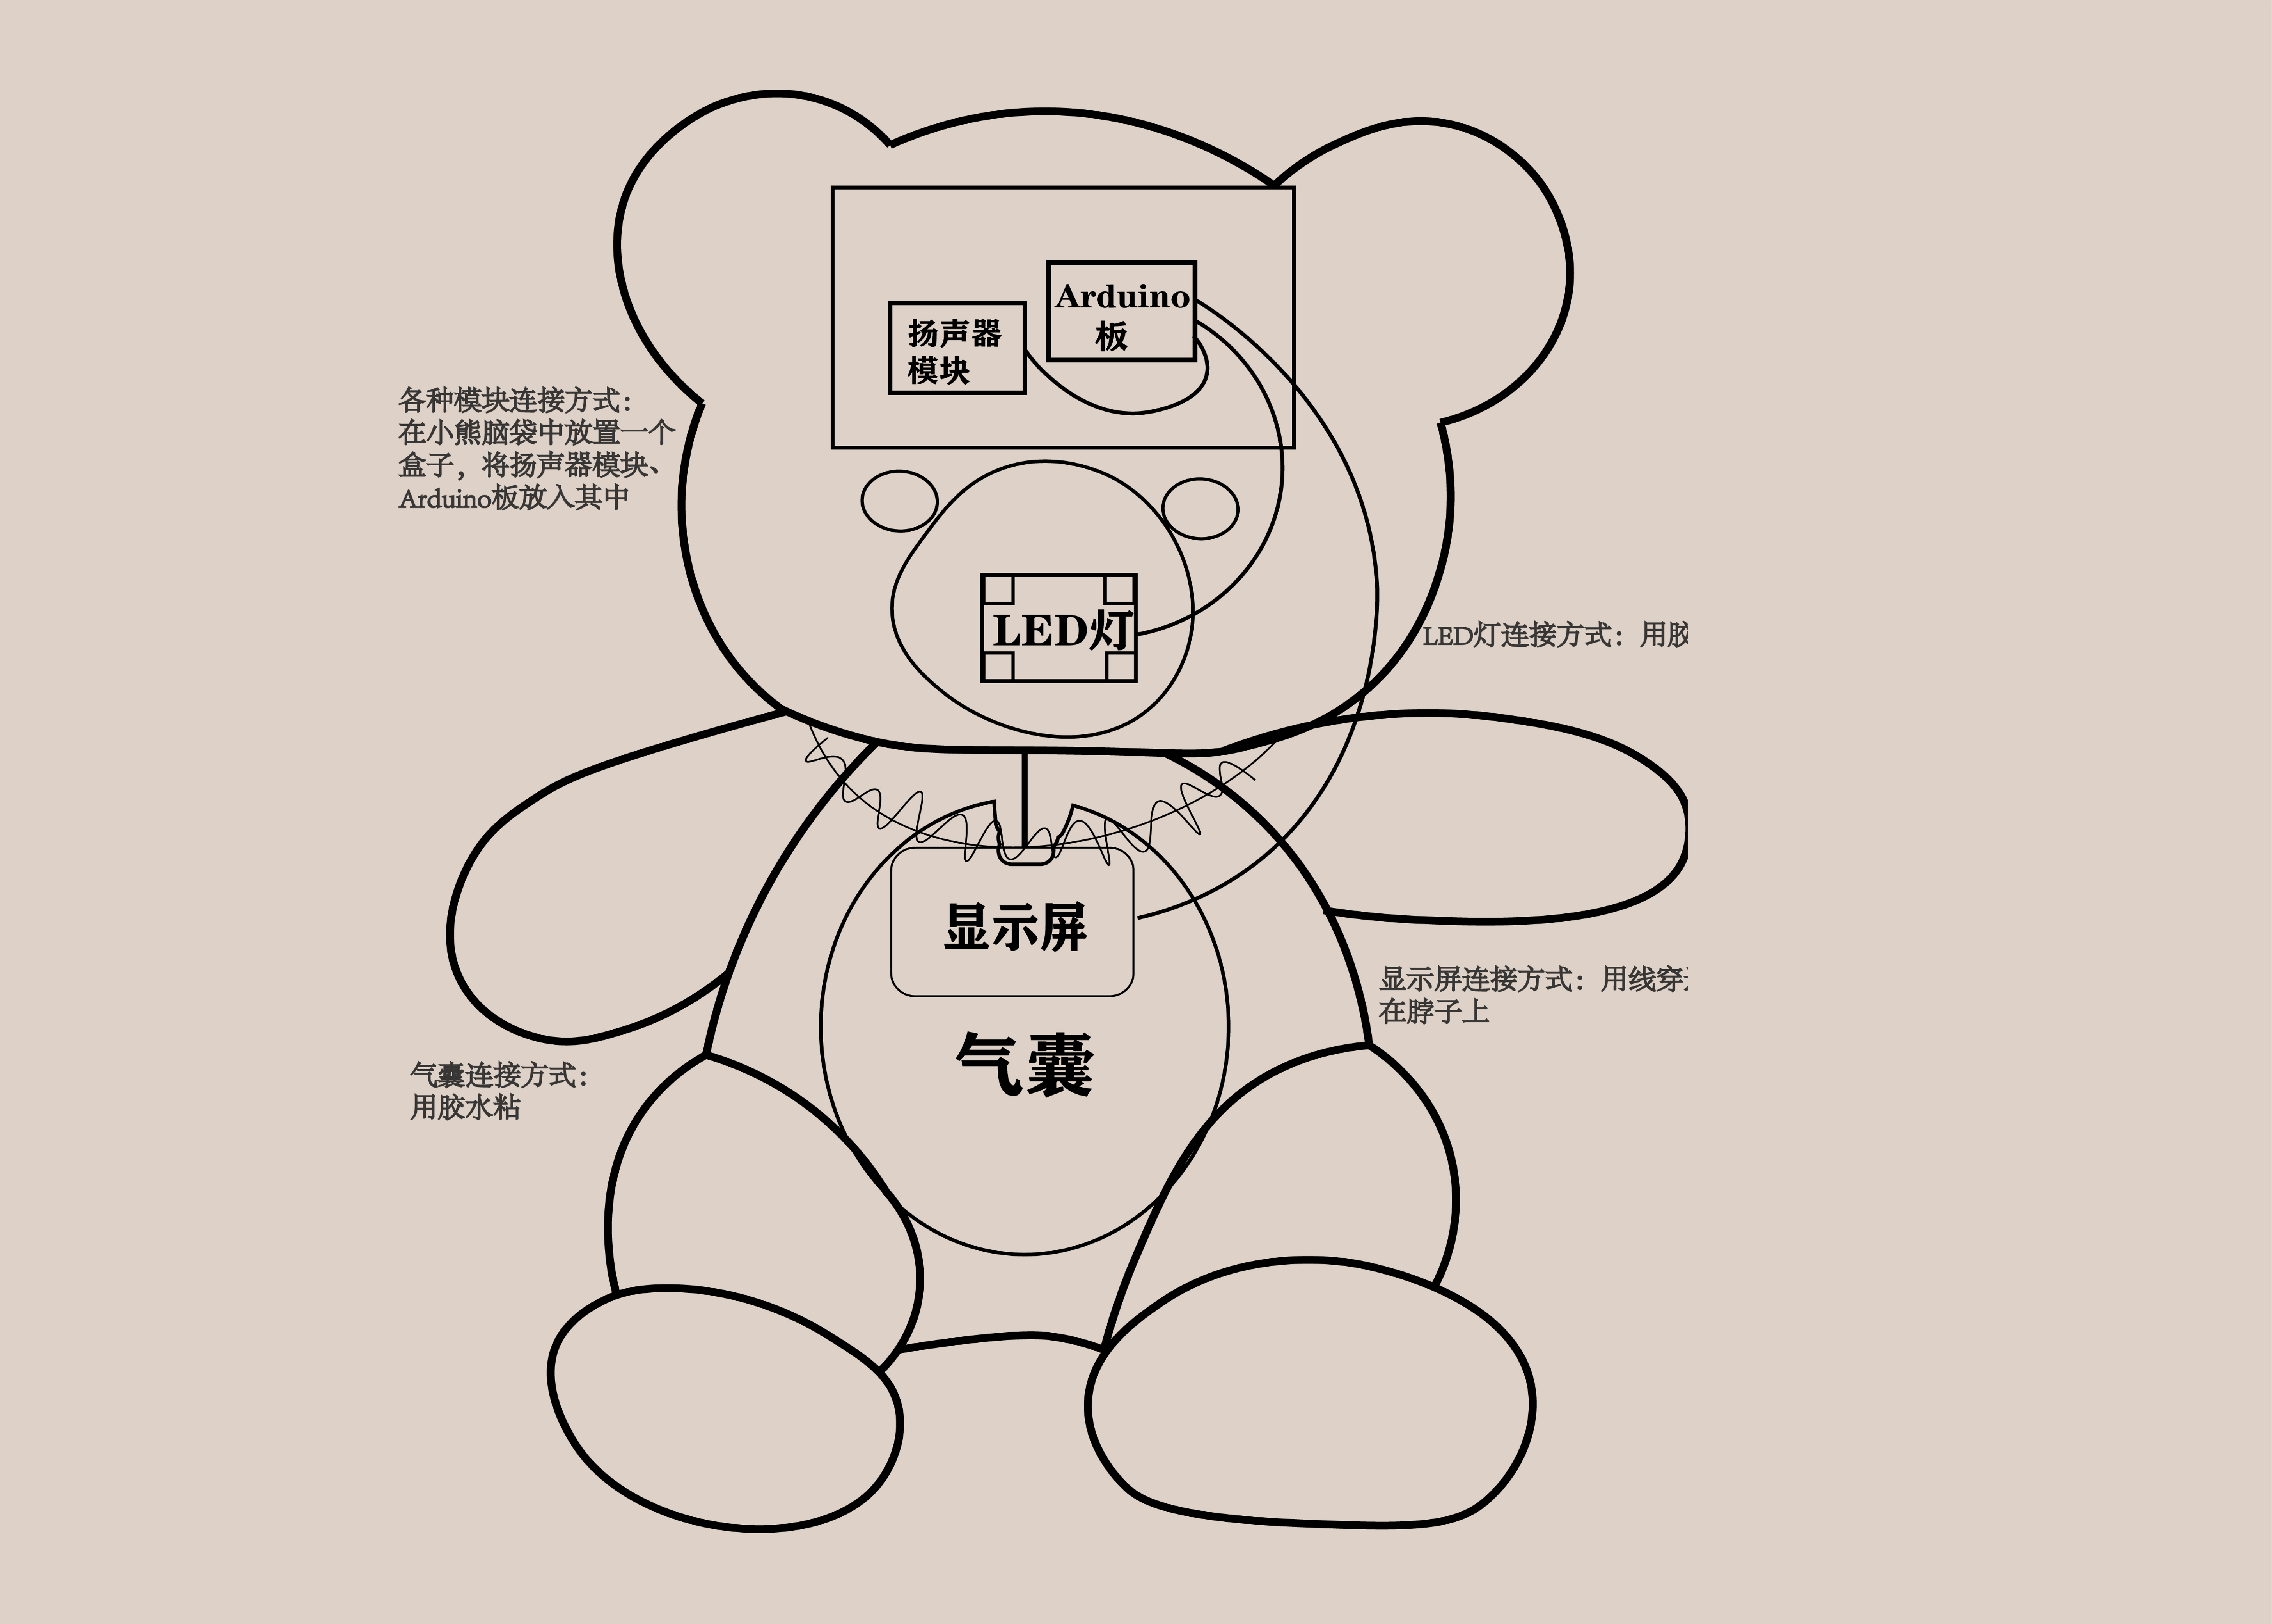 Arduino
板
扬声器
模块
各种模块连接方式：
在小熊脑袋中放置一个
盒子，将扬声器模块、
Arduino板放入其中
LED灯
LED灯连接方式：用胶
显示屏
显示屏连接方式：用线穿
在脖子上
气囊
气囊连接方式：
用胶水粘